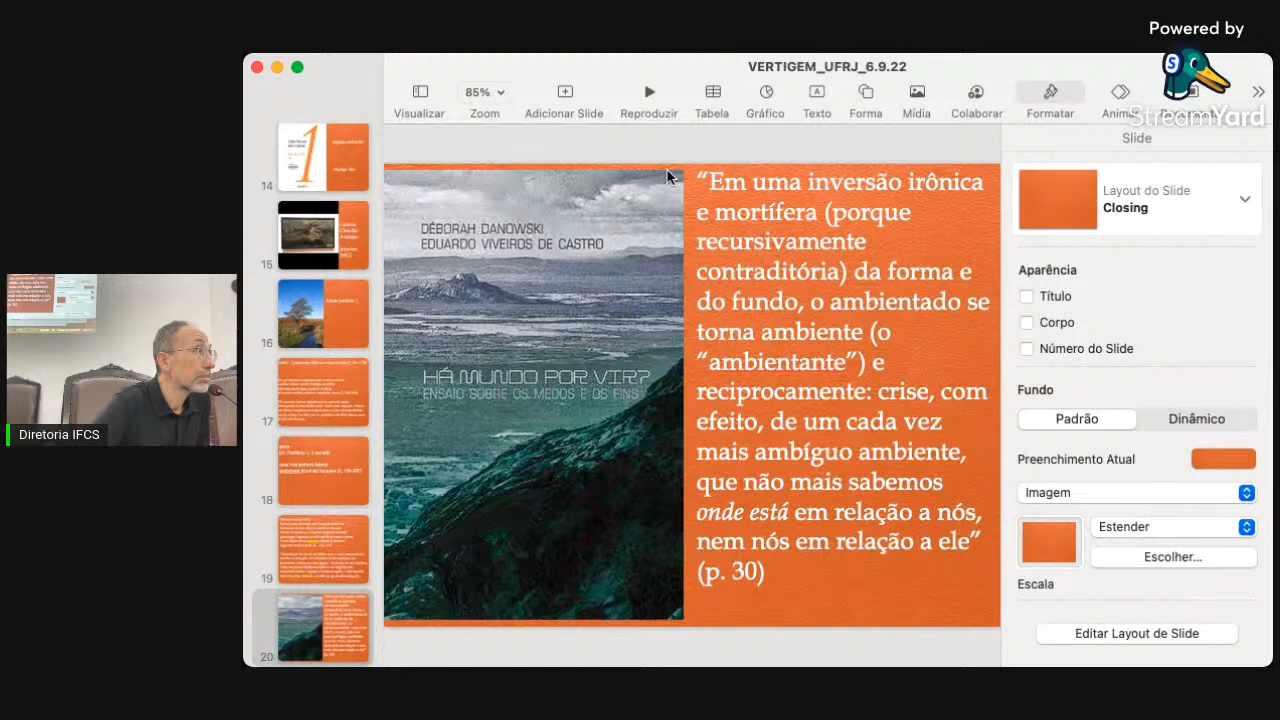 Powered by
StreamYard
VERTIGEM_UFRJ_6.9.22
85%
Visualizar
Zoom
Adicionar Slide
Reproduzir
Tabela
Gráfico
Texto
Forma
Mídia
Colaborar
Formatar
Slide
14
15
16
17
18
19
20
DÉBORAH DANOWSKI
EDUARDO VIVEIROS DE CASTRO
HÁ MUNDO POR VIR?
ENSAIO SOBRE OS MEDOS E OS FINS
“Em uma inversão irônica
e mortífera (porque
recursivamente
contraditória) da forma e
do fundo, o ambientado se
torna ambiente (o
“ambientante”) e
reciprocamente: crise, com
efeito, de um cada vez
mais ambíguo ambiente,
que não mais sabemos
onde está em relação a nós,
nem nós em relação a ele”
(p. 30)
Layout do Slide
Closing
Aparência
Título
Corpo
Número do Slide
Fundo
Padrão
Dinâmico
Preenchimento Atual
Imagem
Estender
Escolher...
Escala
Editar Layout de Slide
Diretoria IFCS